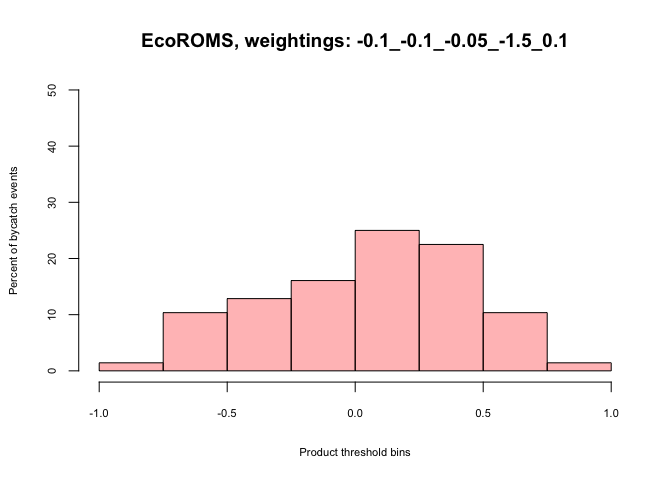 EcoROMS, weightings: -0.1_-0.1_-0.05_-1.5_0.1
50
40
30
20
10
0
Percent of bycatch events
-1.0 -0.5 0.0 0.5 1.0
Product threshold bins